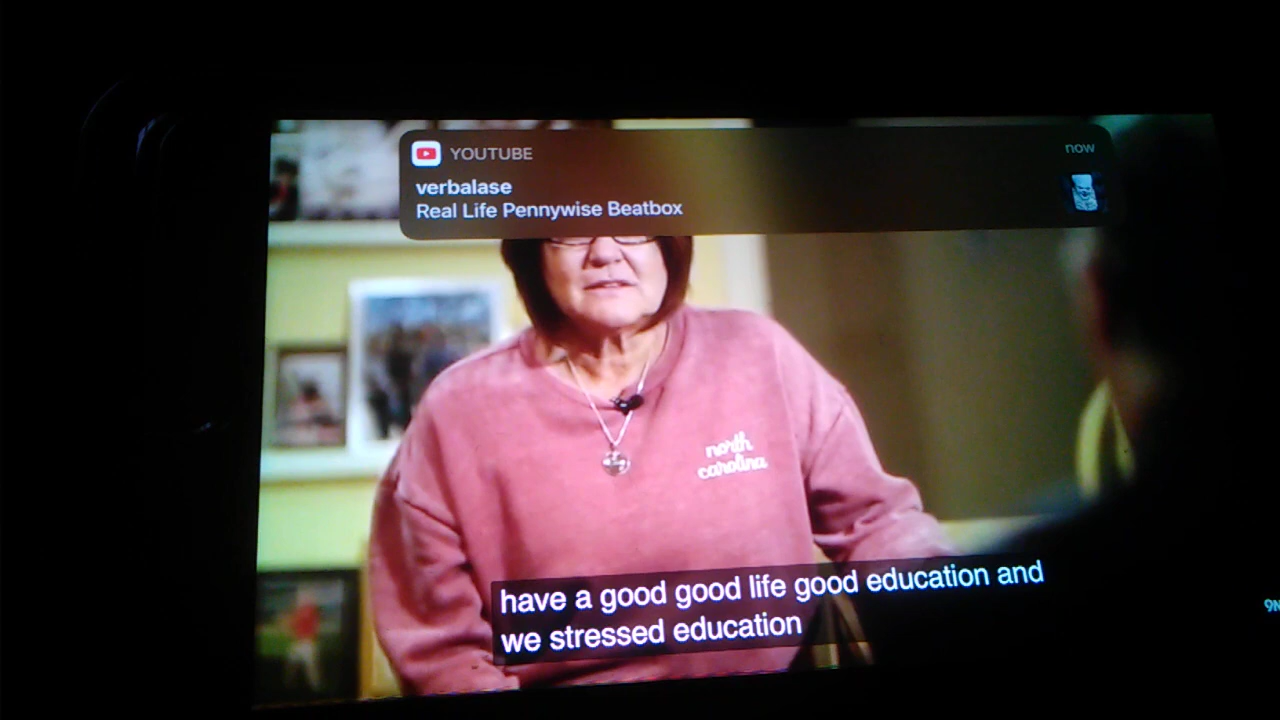 YOUTUBE
now
verbalase
Real Life Pennywise Beatbox
north
carolina
have a good good life good education and
we stressed education